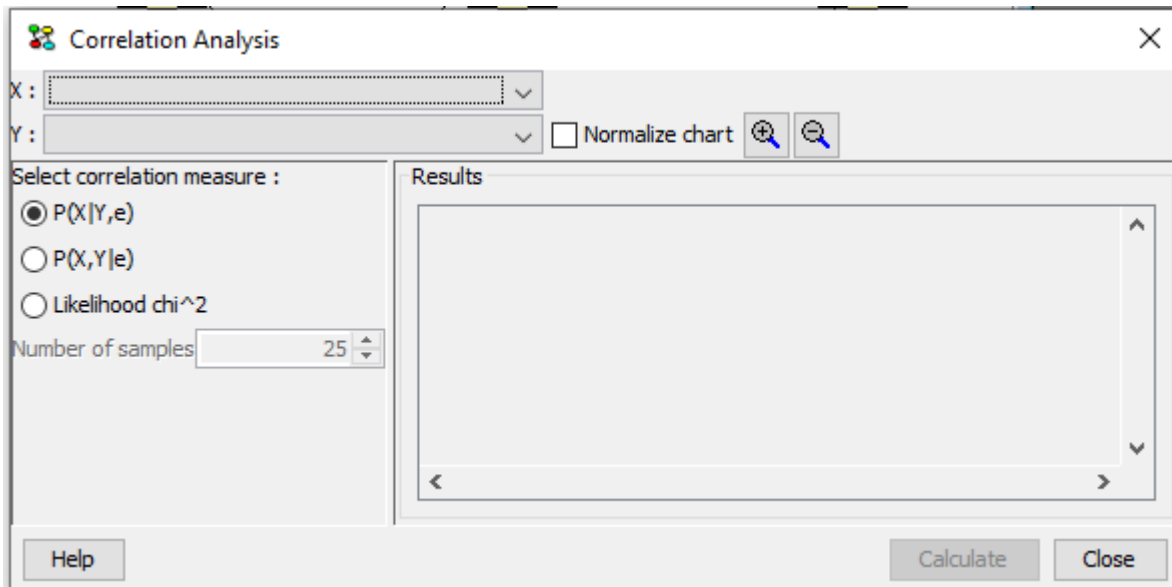 Correlation Analysis
X :
Y :
Normalize chart
Select correlation measure :
Results
P(X|Y,e)
P(X,Y|e)
Likelihood chi^2
Number of samples 25
Help
Calculate
Close